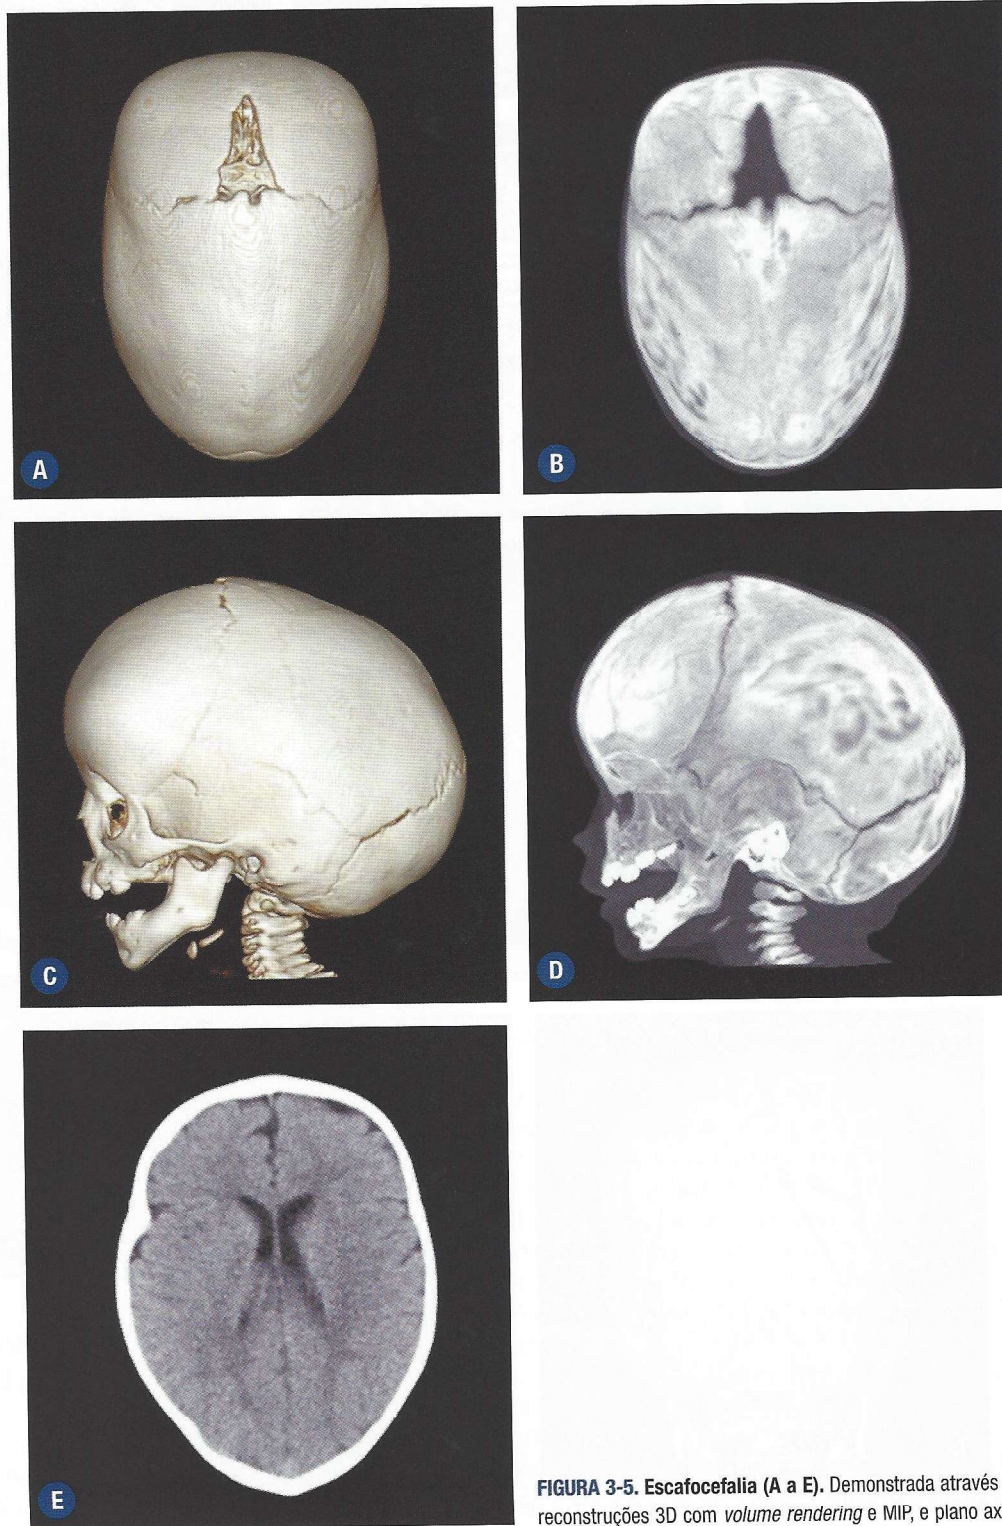 A
B
C
D
E
FIGURA 3-5. Escafocefalia (A a E). Demonstrada através
reconstruções 3D com volume rendering e MIP, e plano ax